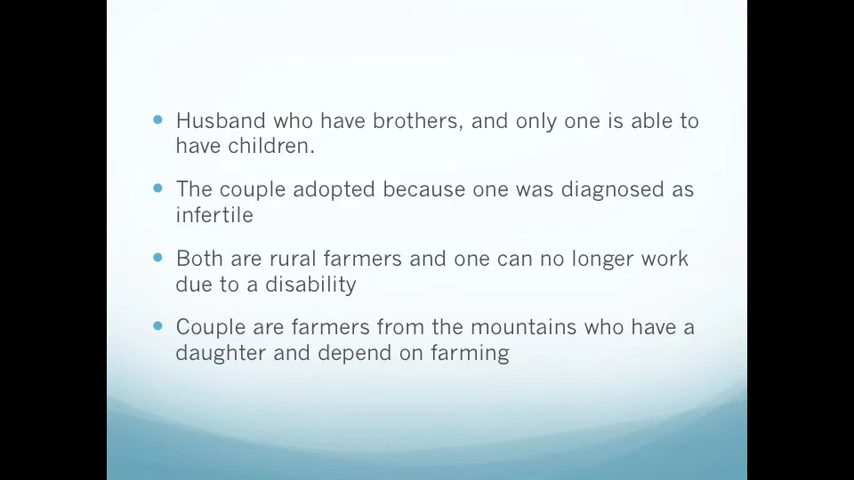 Husband who have brothers, and only one is able to
have children.
The couple adopted because one was diagnosed as
infertile
Both are rural farmers and one can no longer work
due to a disability
Couple are farmers from the mountains who have a
daughter and depend on farming